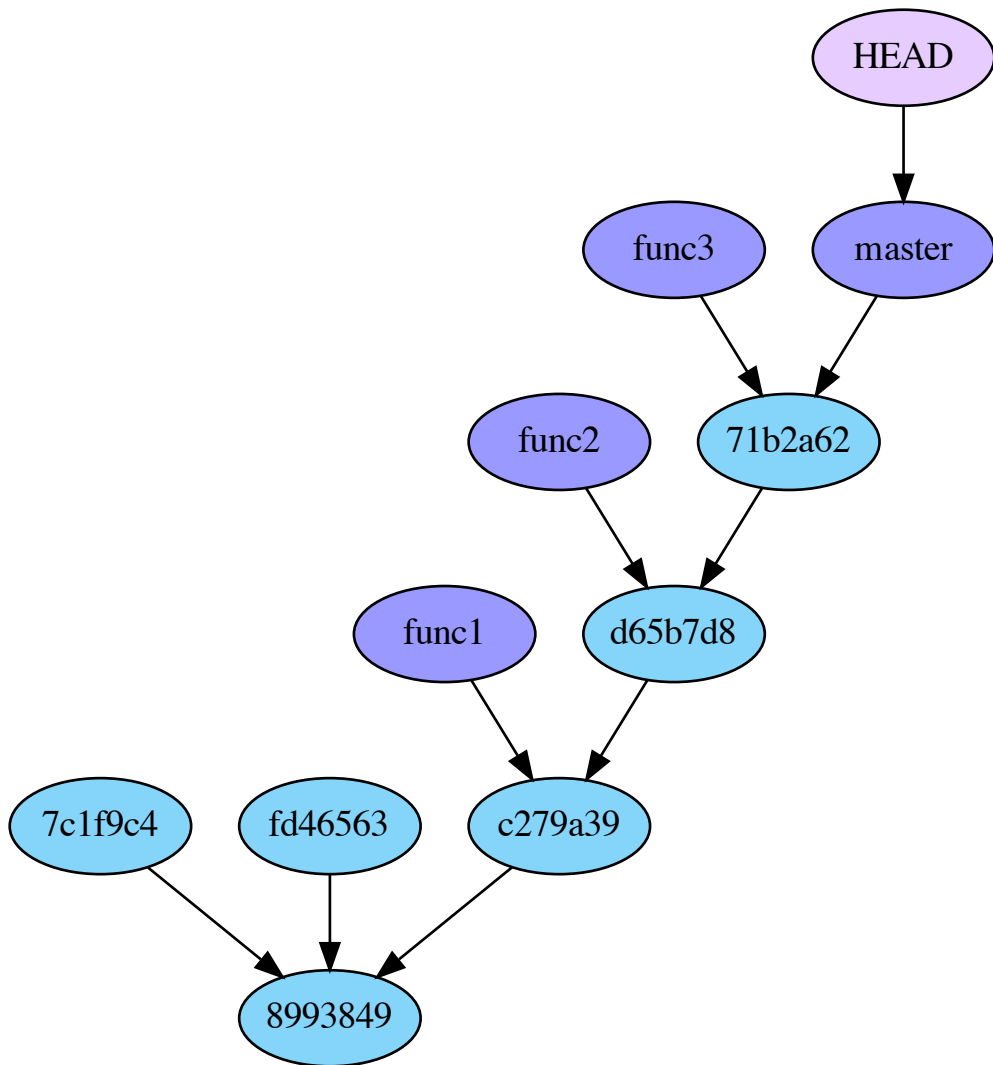 HEAD
func3
master
func2
71b2a62
func1
d65b7d8
7c1f9c4
fd46563
c279a39
8993849